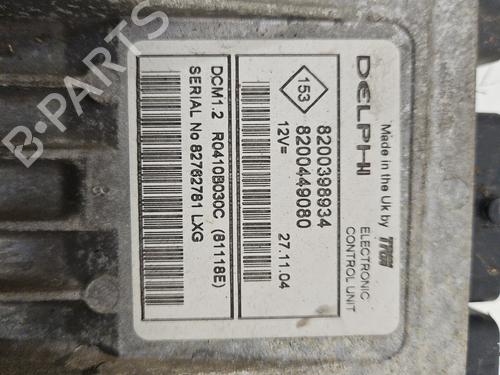 DELPHI
Made in the Uk by TRW
ELECTRONIC
CONTROL UNIT
153
8200398934
8200449080
12V=
27.11.04
DCM1.2 R0410B030C (81118E)
SERIAL No 82762781 LXG
B-PARTS